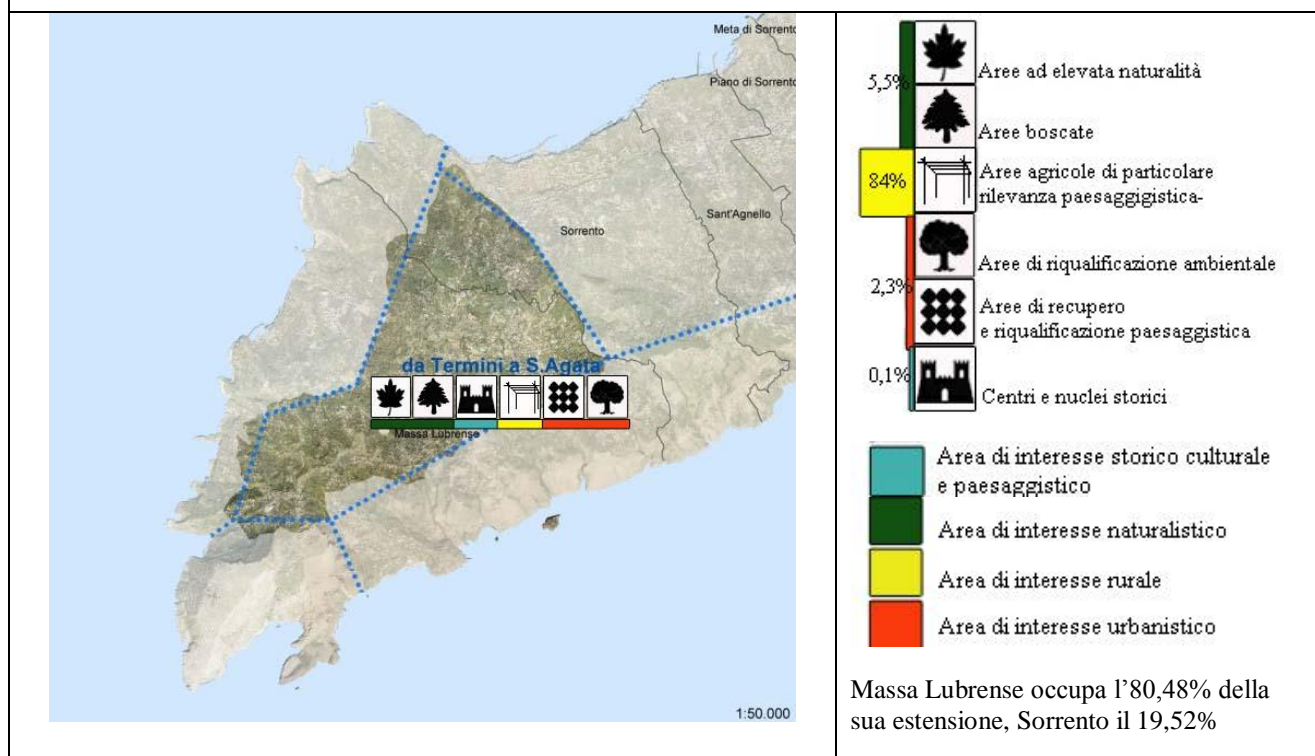 Meta di Sorrento
Piano di Sorrento
Sant'Agnello
Sorrento
da Termini a S.Agata
Massa Lubrense
1:50.000
5,5%
Aree ad elevata naturalità
Aree boscate
84%
Aree agricole di particolare
rilevanza paesaggigistica-
Aree di riqualificazione ambientale
2,3%
Aree di recupero
e riqualificazione paesaggistica
0,1%
Centri e nuclei storici
Area di interesse storico culturale
e paesaggistico
Area di interesse naturalistico
Area di interesse rurale
Area di interesse urbanistico
Massa Lubrense occupa l’80,48% della
sua estensione, Sorrento il 19,52%